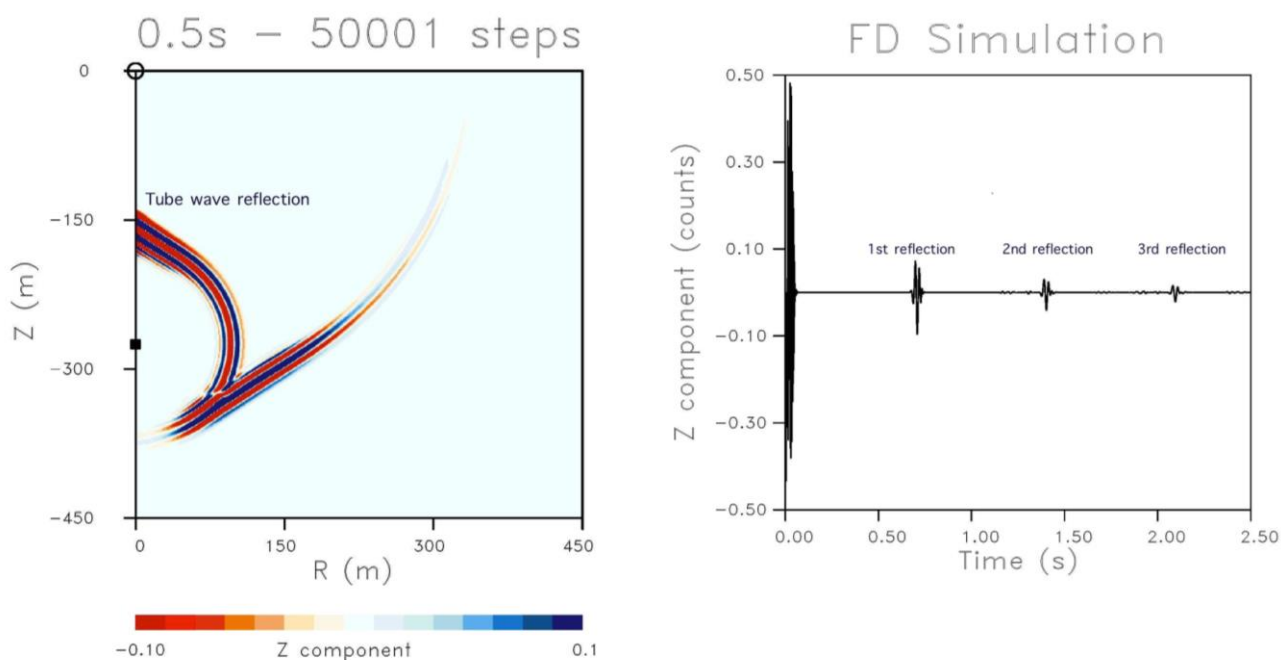 0.5s – 50001 steps
0
Tube wave reflection
−150
Z (m)
−300
−450
0 150 300 450
R (m)
−0.10 Z component 0.1
FD Simulation
0.50
0.30
Z component (counts)
0.10
1st reflection 2nd reflection 3rd reflection
−0.10
−0.30
−0.50
0.00 0.50 1.00 1.50 2.00 2.50
Time (s)